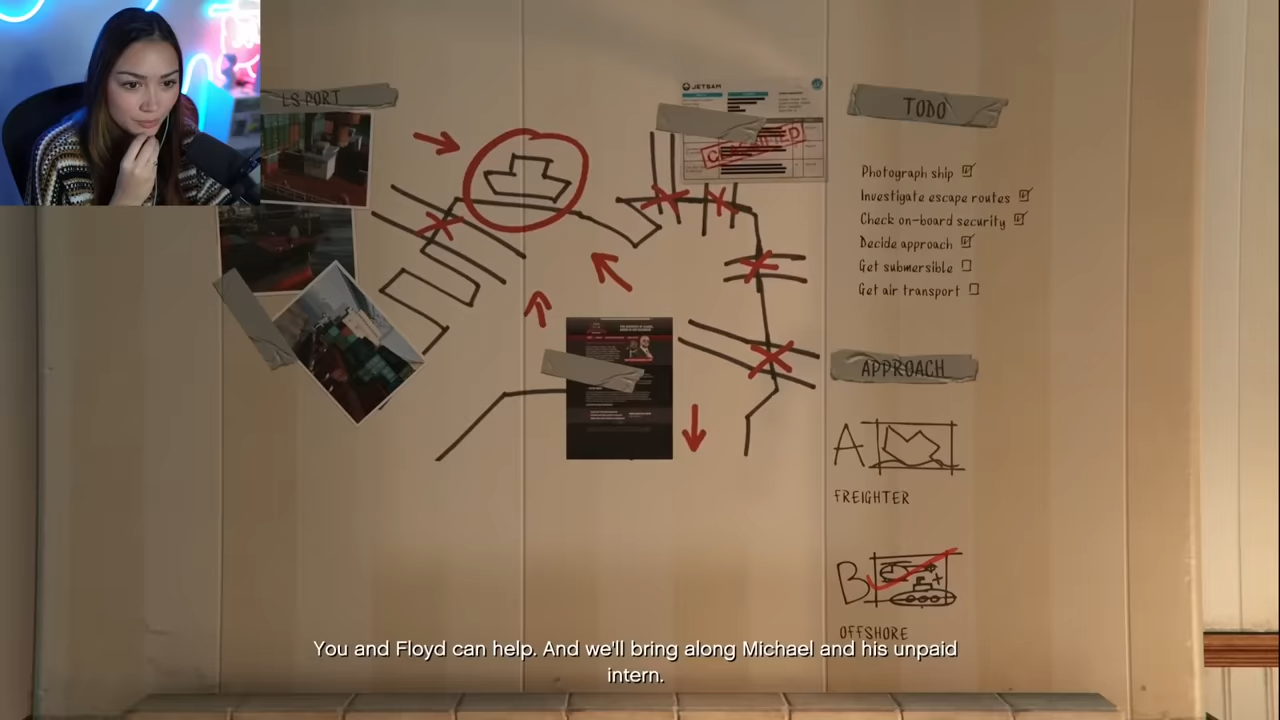 LS PORT
JETSAM
TODO
Photograph ship
Investigate escape routes
Check on-board security
Decide approach
Get submersible
Get air transport
APPROACH
A
FREIGHTER
B
OFFSHORE
You and Floyd can help. And we'll bring along Michael and his unpaid
intern.